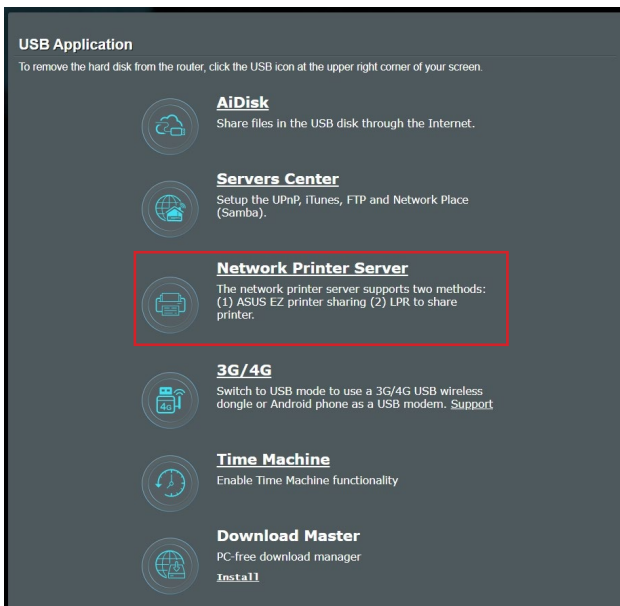 USB Application
To remove the hard disk from the router, click the USB icon at the upper right corner of your screen.
AiDisk
Share files in the USB disk through the Internet.
Servers Center
Setup the UPnP, iTunes, FTP and Network Place
(Samba).
Network Printer Server
The network printer server supports two methods:
(1) ASUS EZ printer sharing (2) LPR to share
printer.
3G/4G
4G
Switch to USB mode to use a 3G/4G USB wireless
dongle or Android phone as a USB modem. Support
Time Machine
Enable Time Machine functionality
Download Master
PC-free download manager
Install